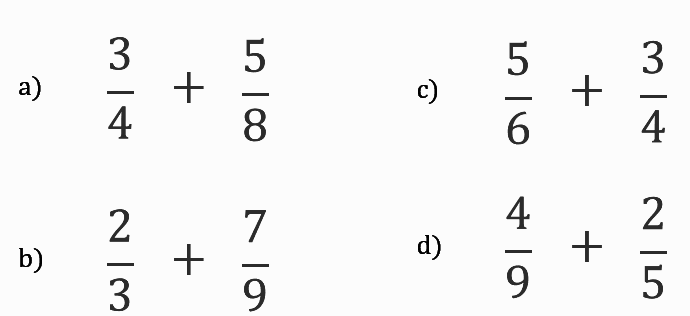 a) 3/4 + 5/8
b) 2/3 + 7/9
c) 5/6 + 3/4
d) 4/9 + 2/5